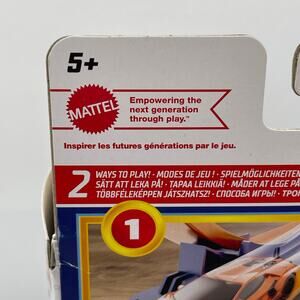 5+
MATTEL
Empowering the
next generation
through play.™
Inspirer les futures générations par le jeu.
2 WAYS TO PLAY! • MODES DE JEU ! • SPIELMÖGLICHKEITEN
SÄTT ATT LEKA PÅ! • TAPAA LEIKKIÄ! • MÅDER AT LEGE PÅ
TÖBBFÉLEKÉPPEN JÁTSZHATSZ! • СПОСОБА ИГРЫ! •
1